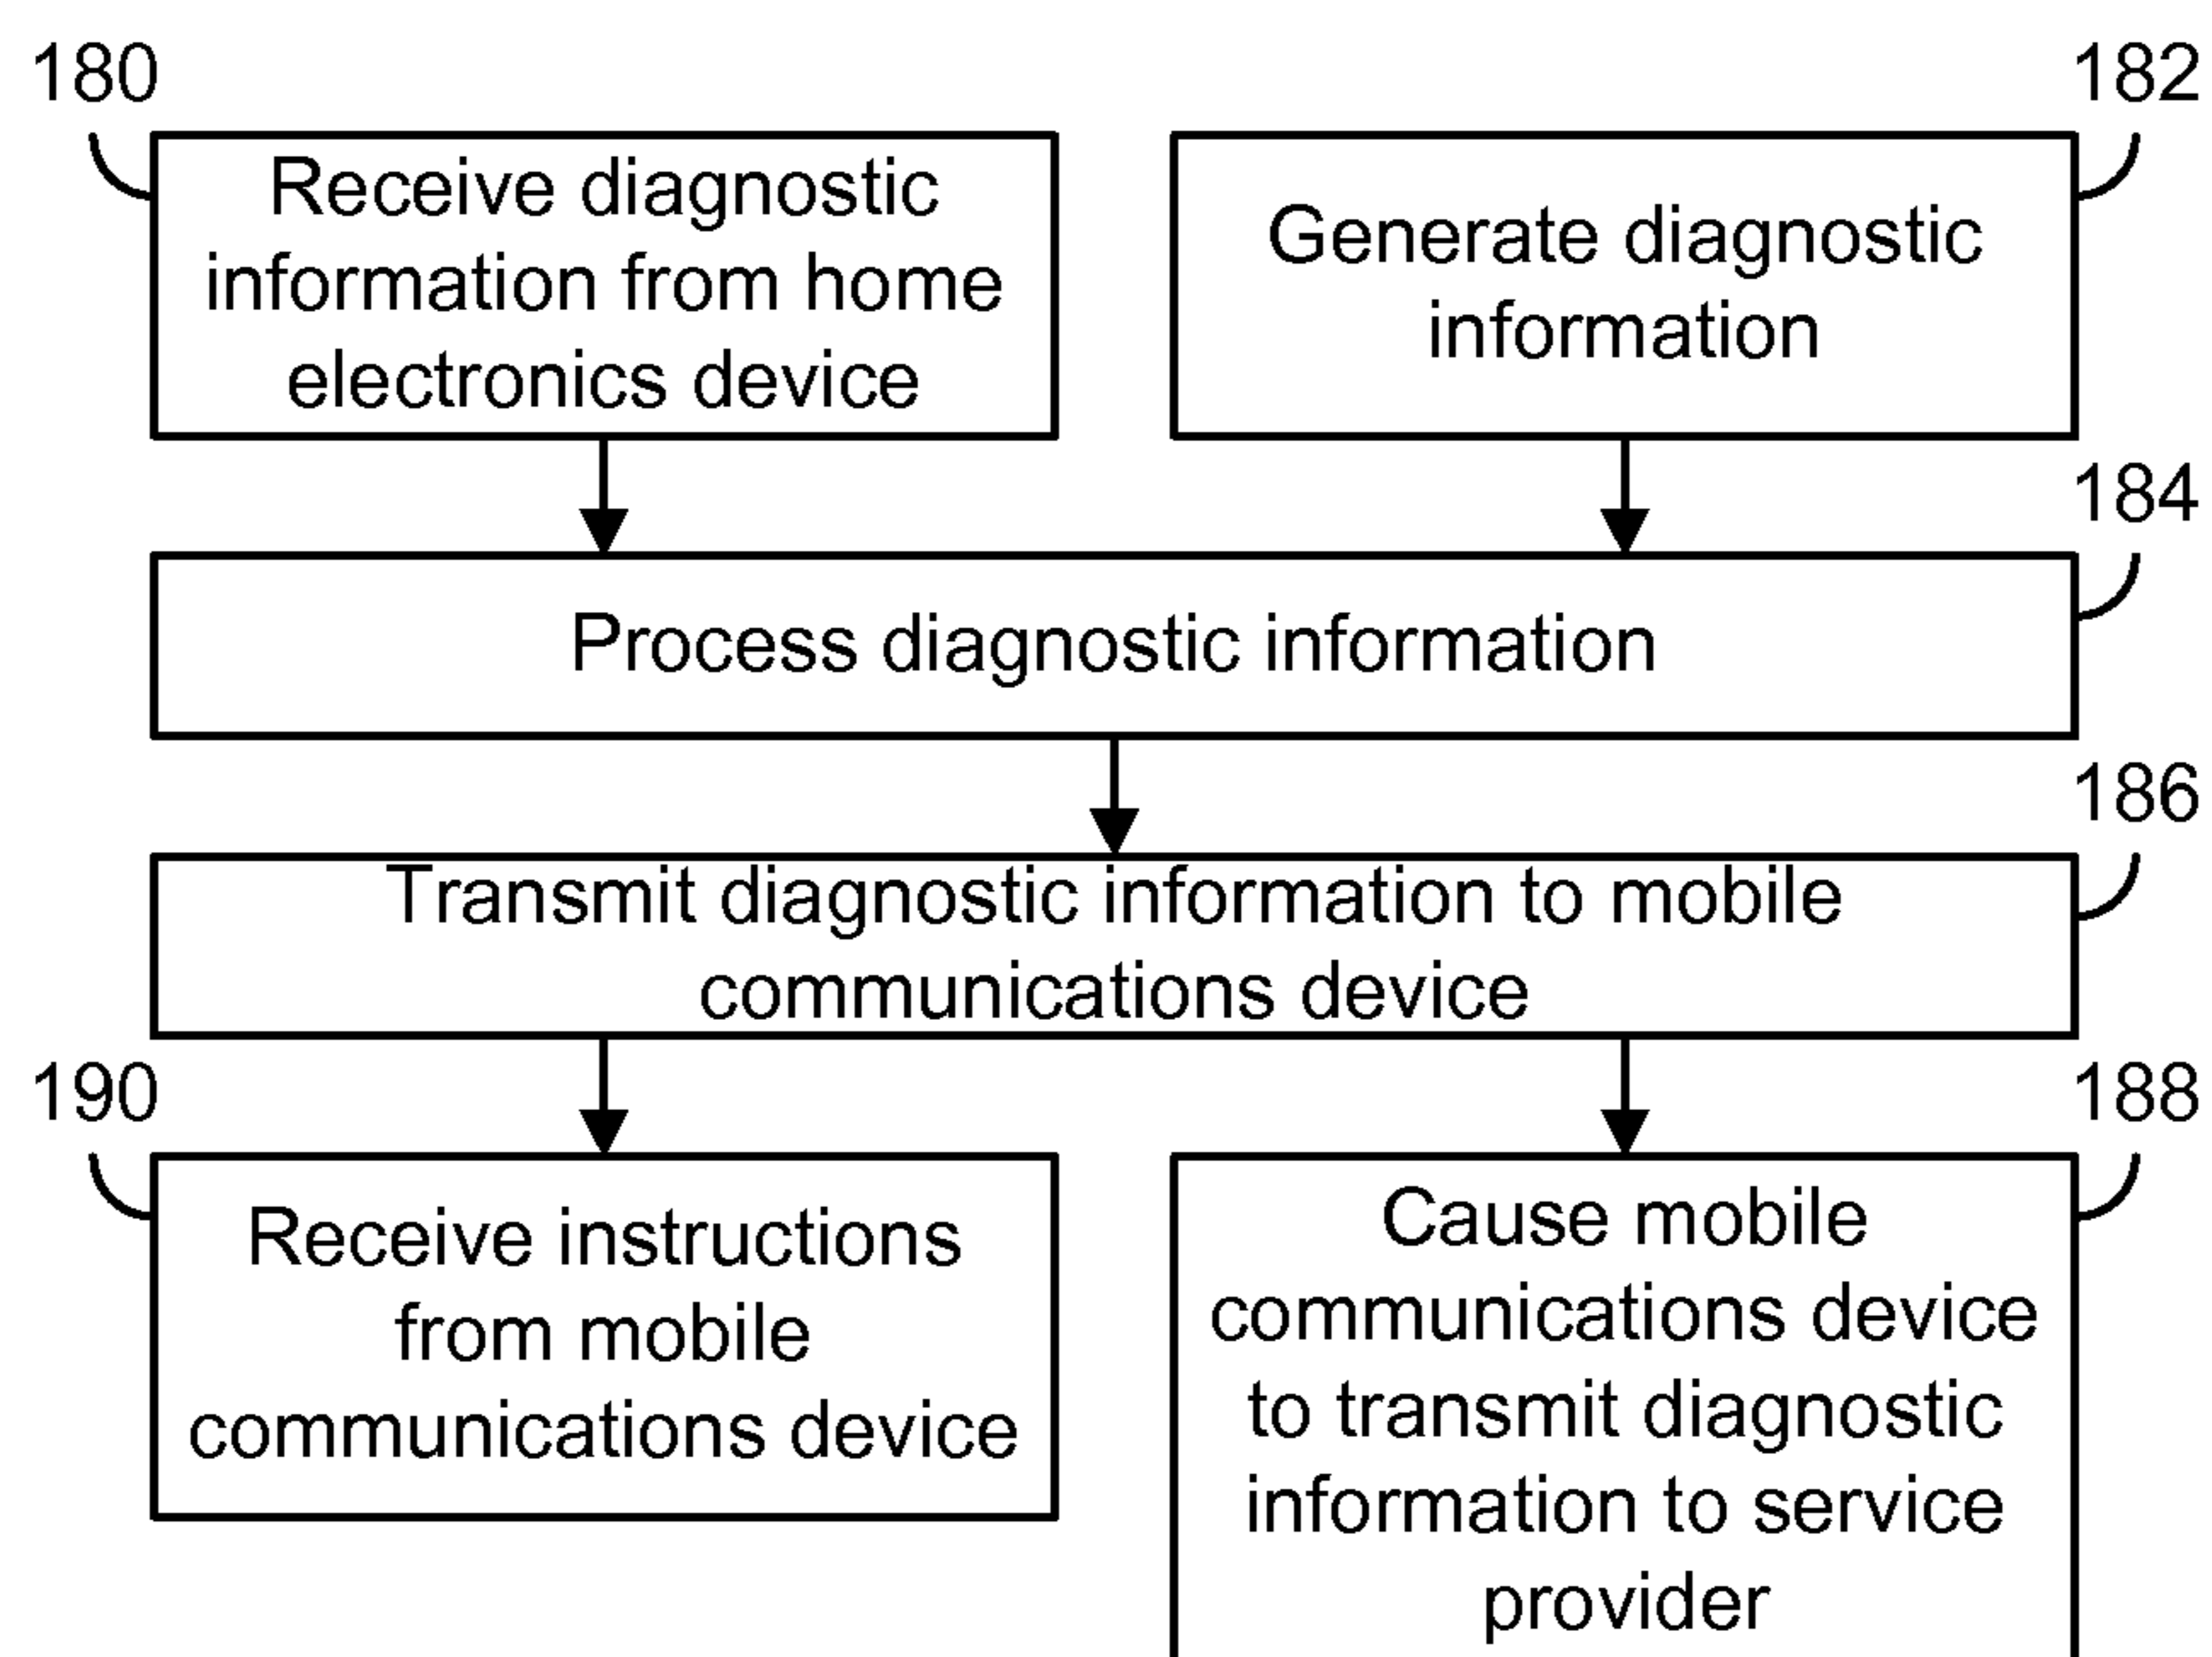 180
182
Receive diagnostic
information from home
electronics device
Generate diagnostic
information
184
Process diagnostic information
186
Transmit diagnostic information to mobile
communications device
190
188
Receive instructions
from mobile
communications device
Cause mobile
communications device
to transmit diagnostic
information to service
provider